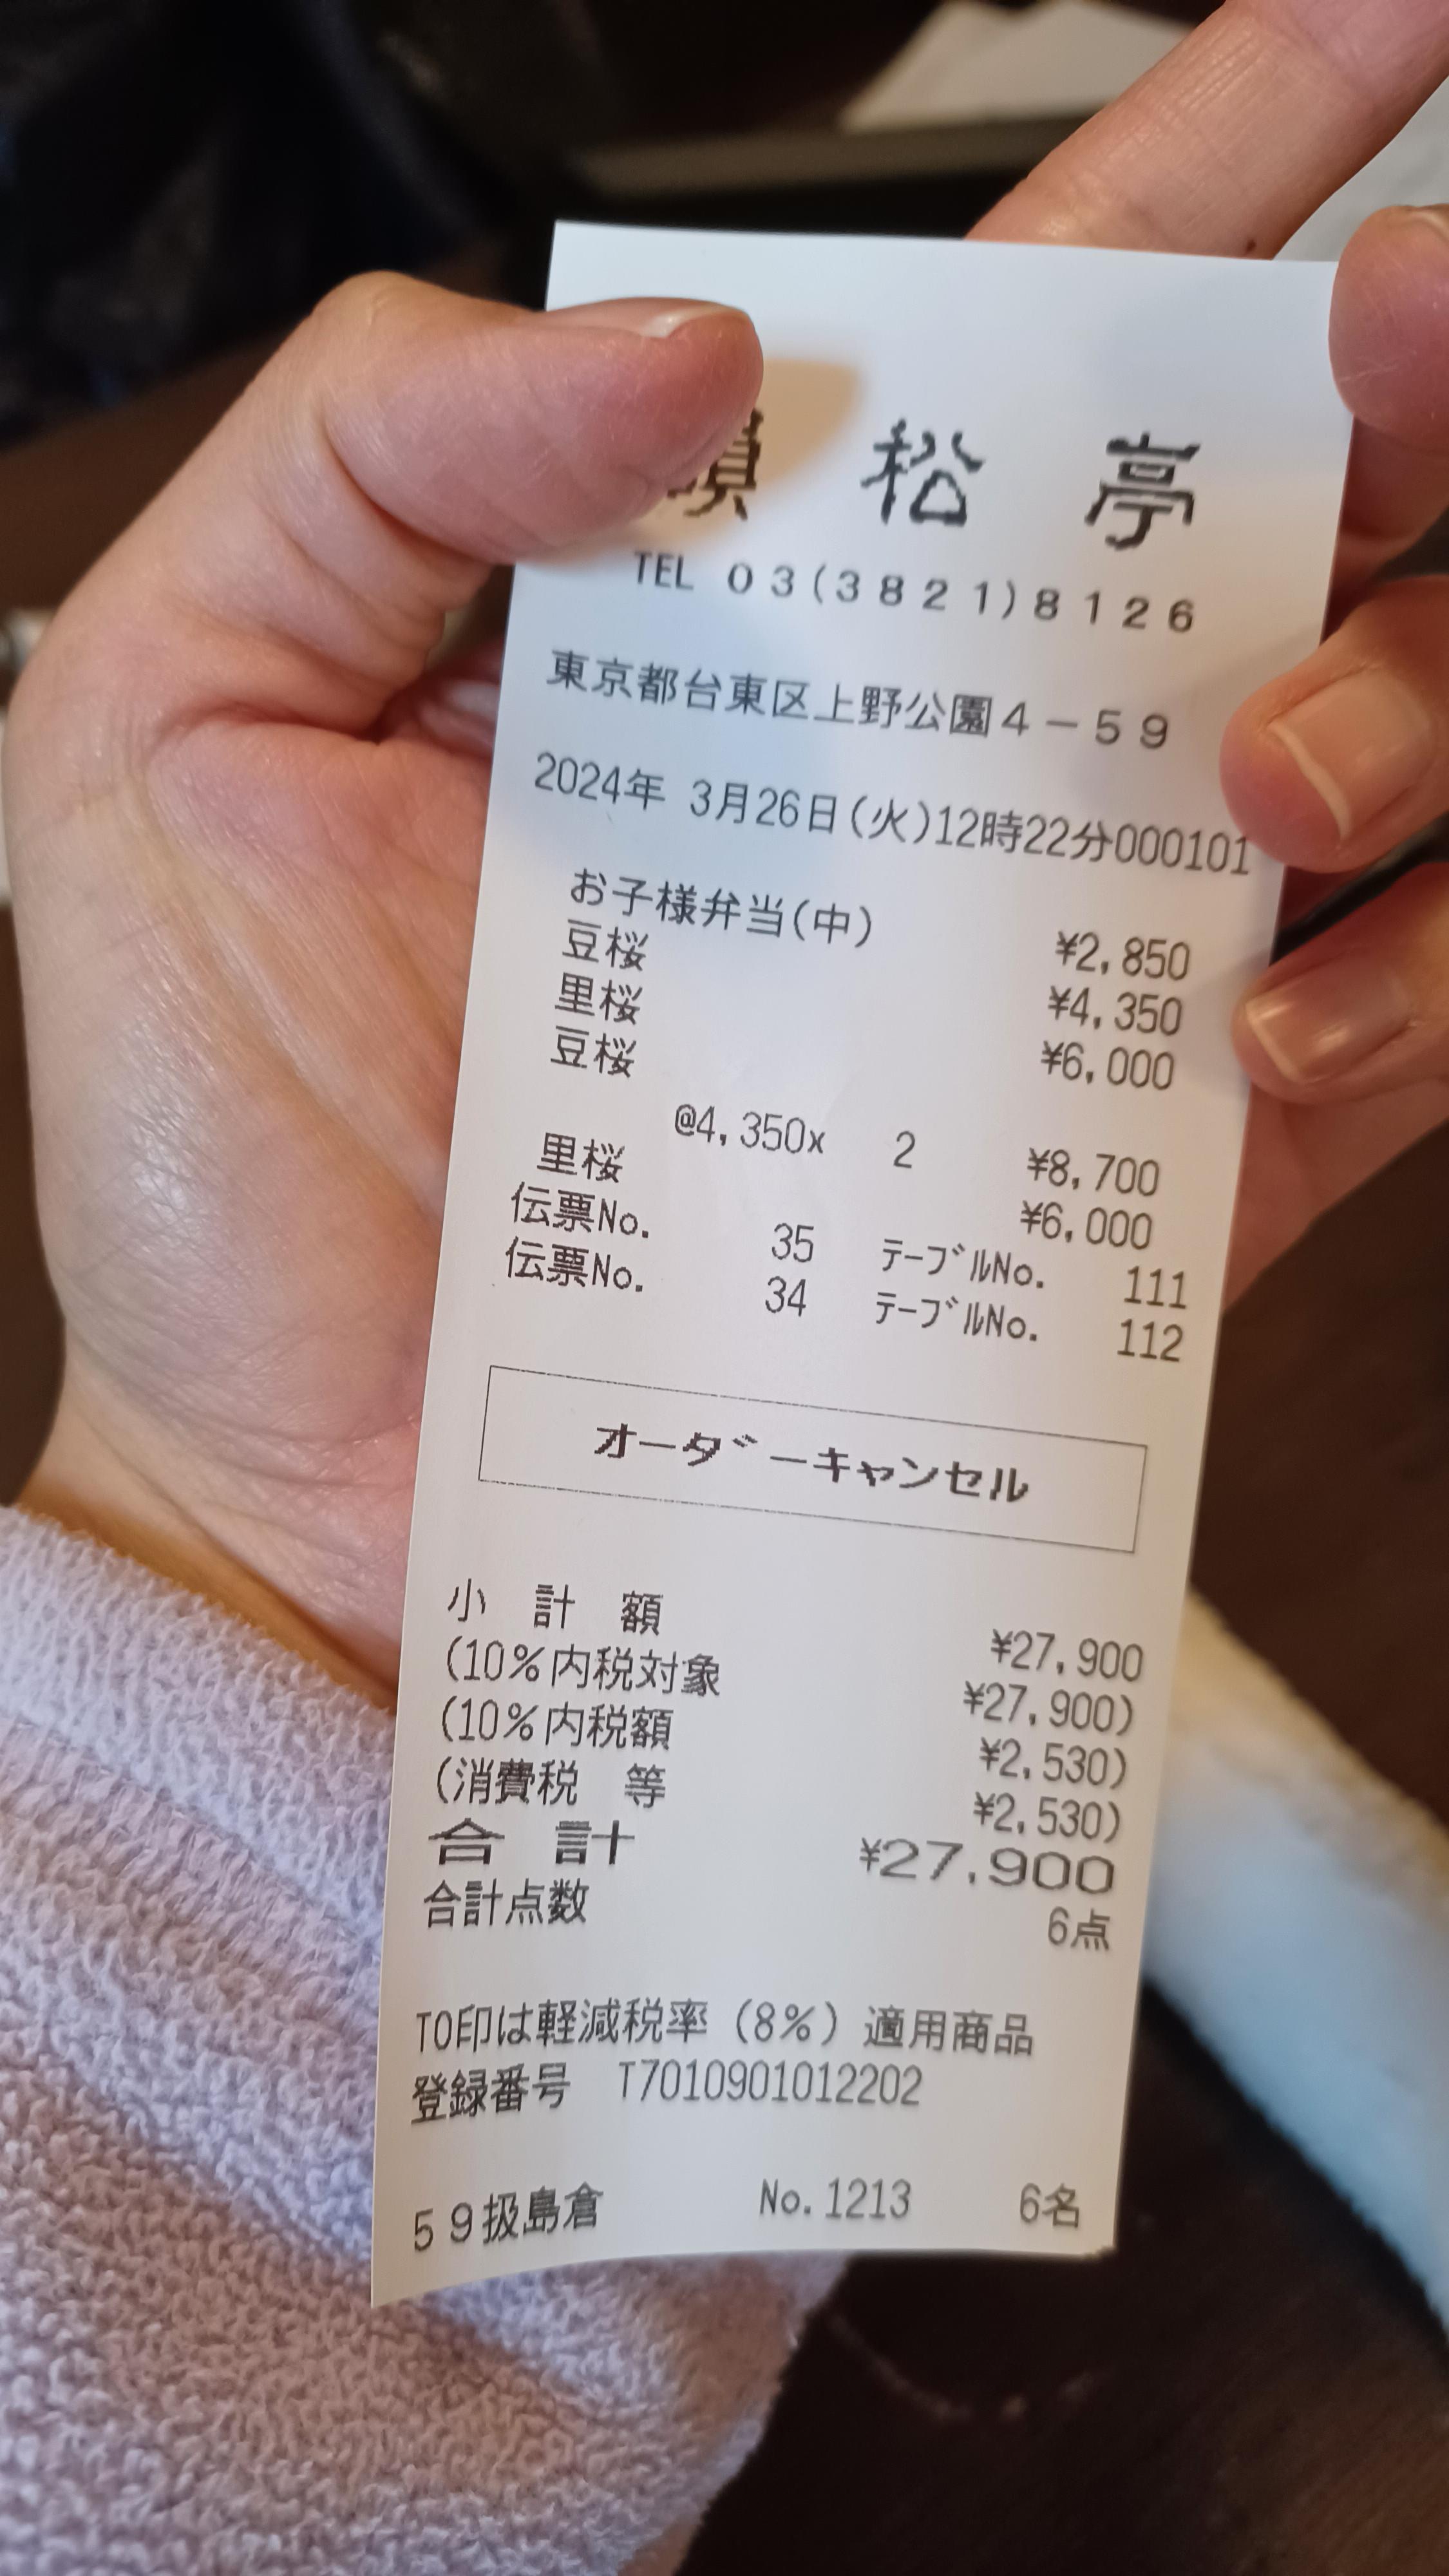 松 亭
TEL 03(3821)8126
東京都台東区上野公園4－59
2024年 3月26日(火)12時22分000101
お子様弁当(中) ¥2,850
豆桜 ¥4,350
里桜 ¥6,000
豆桜
@4,350x 2 ¥8,700
里桜 ¥6,000
伝票No. 35 テーブルNo. 111
伝票No. 34 テーブルNo. 112
オーダーキャンセル
小 計 額 ¥27,900
(10%内税対象 ¥27,900)
(10%内税額 ¥2,530)
(消費税 等 ¥2,530)
合 計 ¥27,900
合計点数 6点
TO印は軽減税率（8%）適用商品
登録番号 T7010901012202
59扱島倉 No.1213 6名